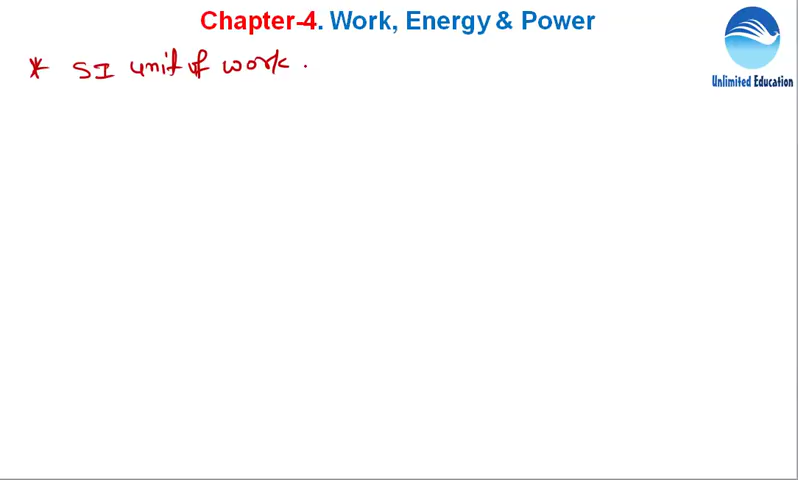 Chapter-4. Work, Energy & Power
* SI unit of work.
Unlimited Education